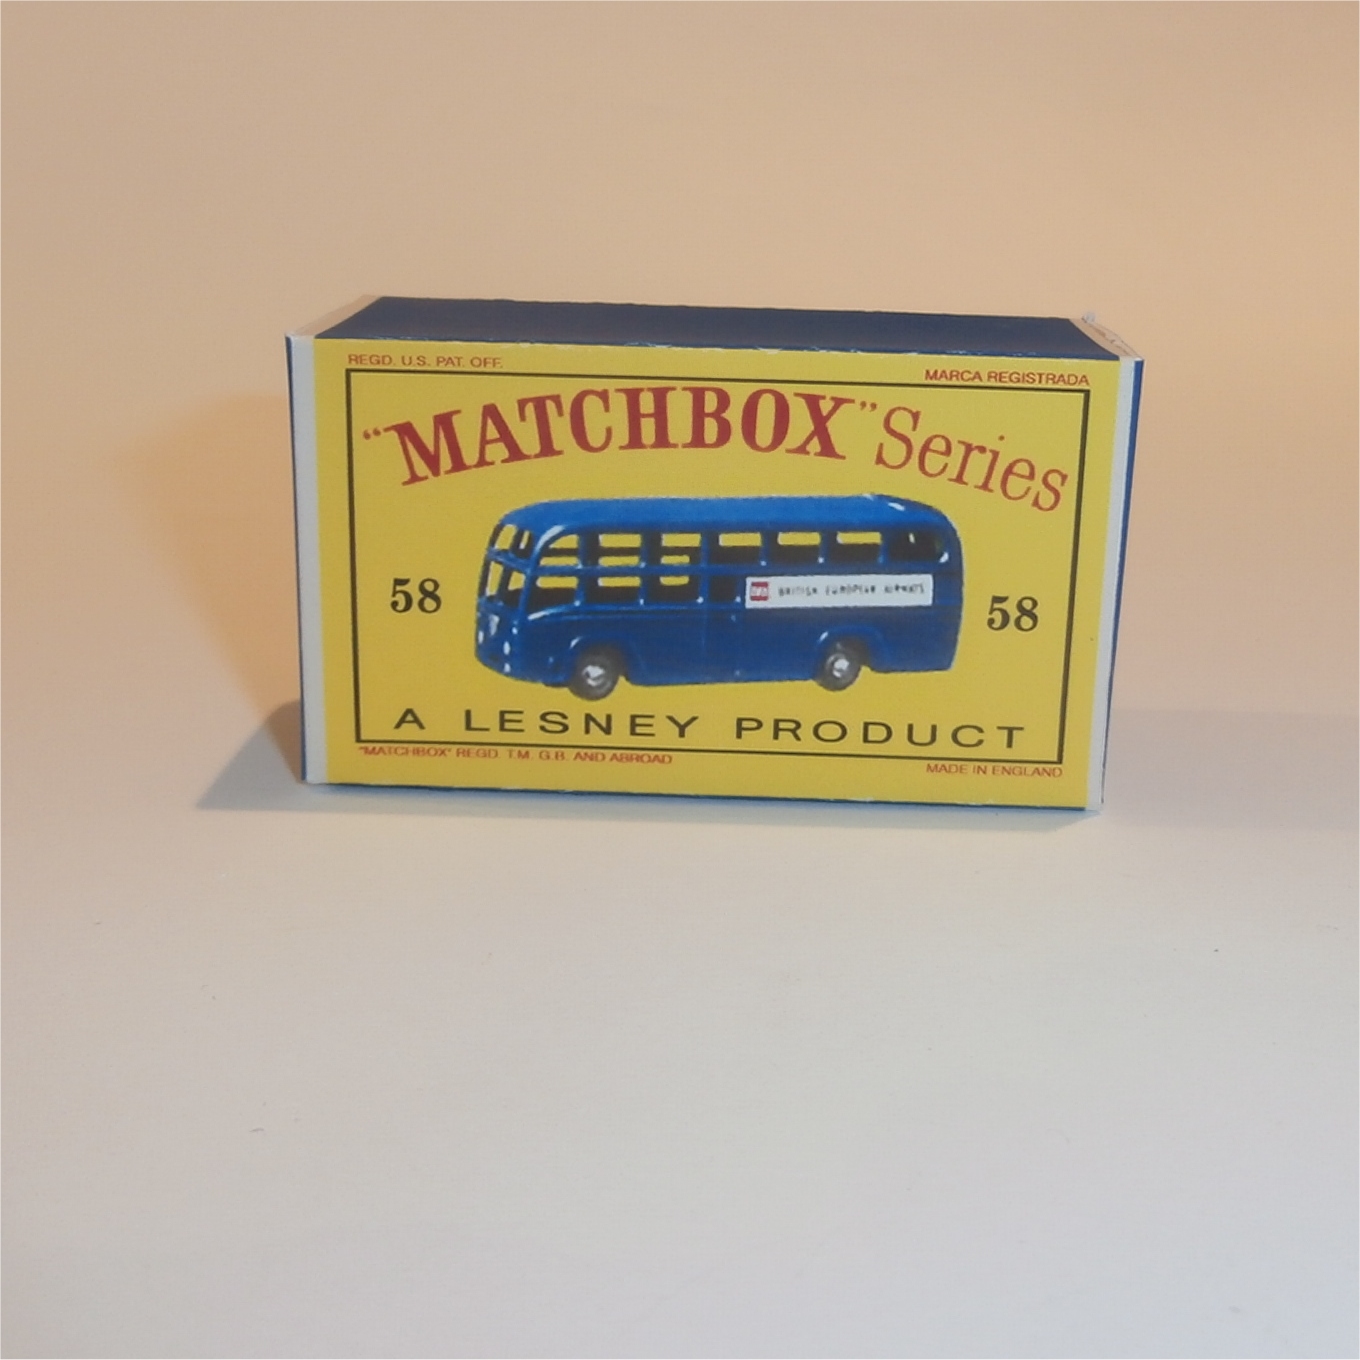 REGD. U.S. PAT. OFF.
MARCA REGISTRADA
"MATCHBOX" Series
58
BRITISH EUROPEAN AIRWAYS
58
A LESNEY PRODUCT
"MATCHBOX" REGD. T.M. G.B. AND ABROAD
MADE IN ENGLAND